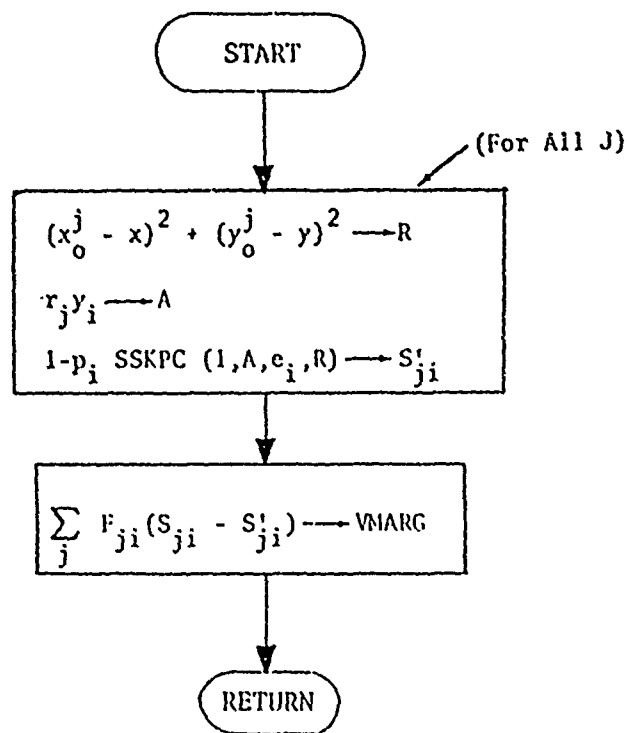 START
(For All J)
(x_o^j - x)^2 + (y_o^j - y)^2 → R
r_j y_i → A
1-p_i SSKPC (1,A,e_i,R) → S'_ji
∑_j F_ji(S_ji - S'_ji) → VMARG
RETURN